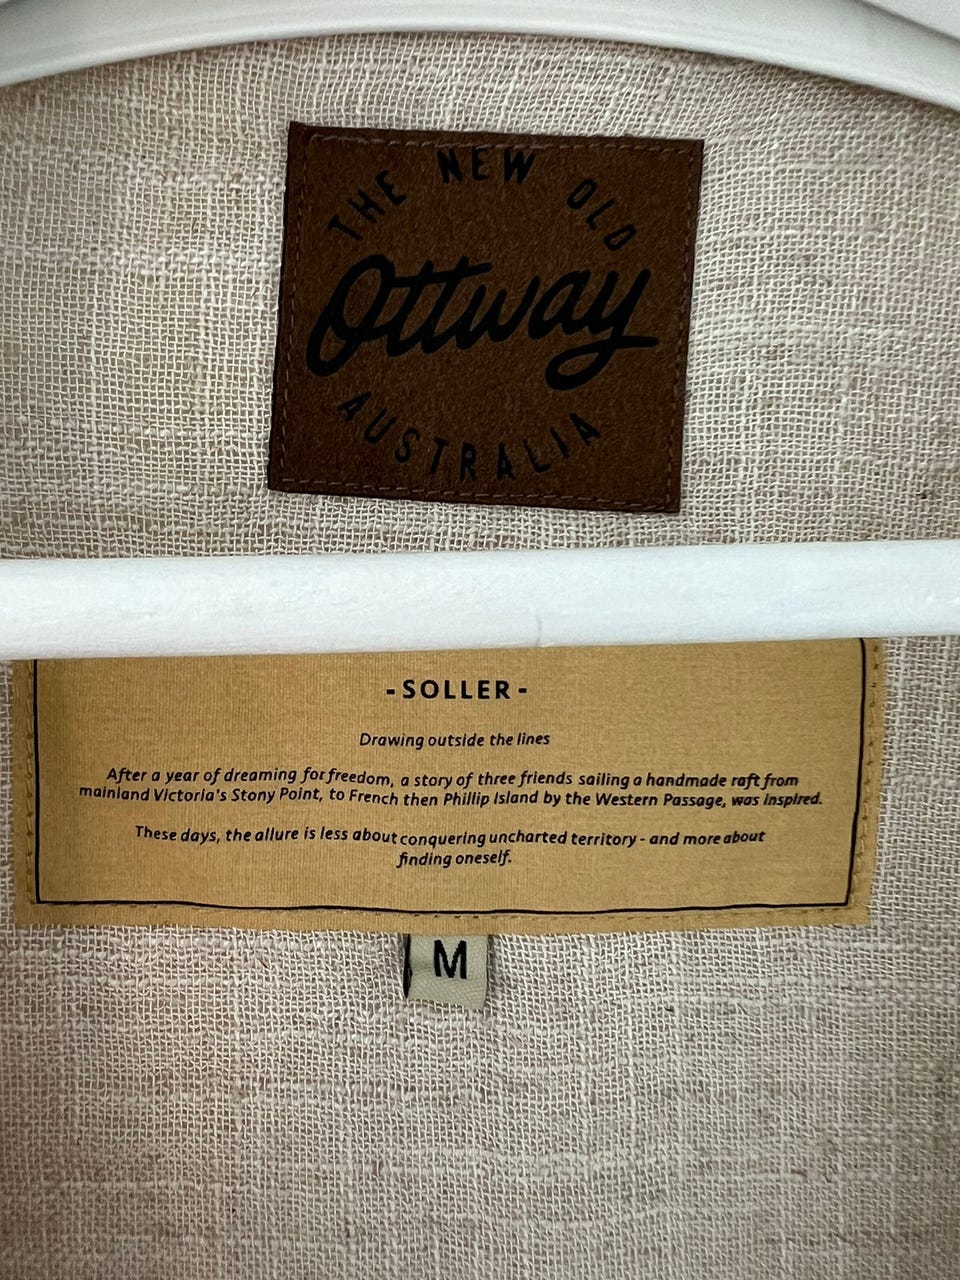 THE NEW OLD
Ottway
AUSTRALIA
- SOLLER -
Drawing outside the lines
After a year of dreaming for freedom, a story of three friends sailing a handmade raft from
mainland Victoria's Stony Point, to French then Phillip Island by the Western Passage, was inspired.
These days, the allure is less about conquering uncharted territory - and more about
finding oneself.
M